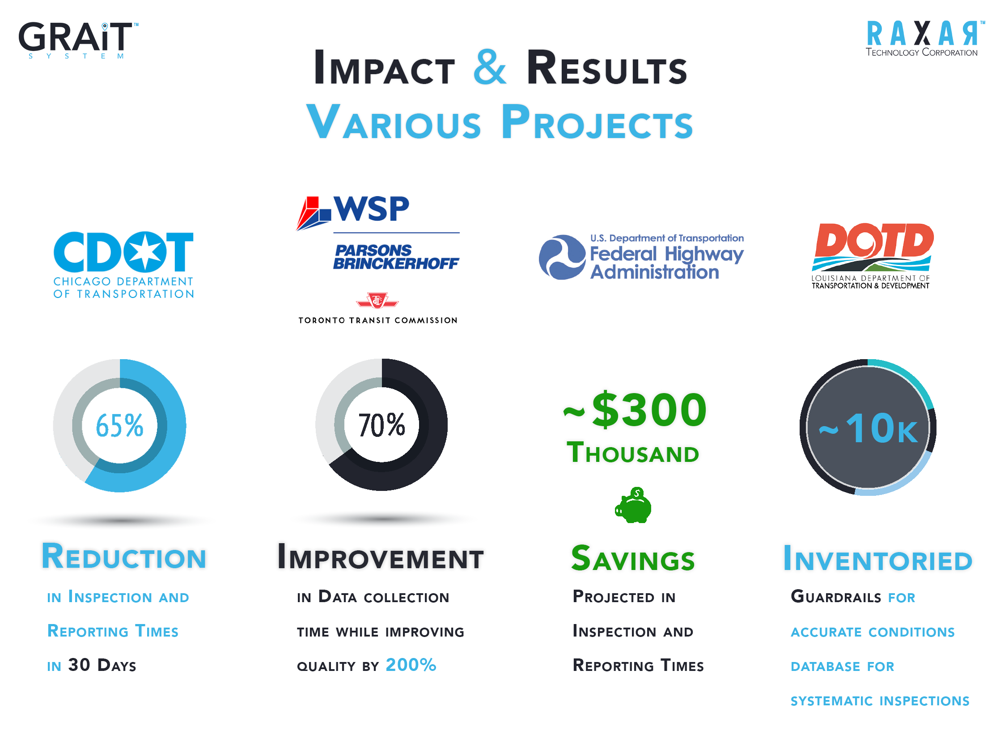 GRAiT™
SYSTEM
RAXAR™
Technology Corporation
Impact & Results
Various Projects
CDOT
CHICAGO DEPARTMENT
OF TRANSPORTATION
WSP
PARSONS
BRINCKERHOFF
TTC
TORONTO TRANSIT COMMISSION
U.S. Department of Transportation
Federal Highway
Administration
DOTD
LOUISIANA DEPARTMENT OF
TRANSPORTATION & DEVELOPMENT
65%
Reduction
in Inspection and
Reporting Times
in 30 Days
70%
Improvement
in Data collection
time while improving
quality by 200%
~$300
Thousand
$
Savings
Projected in
Inspection and
Reporting Times
~10K
Inventoried
Guardrails for
accurate conditions
database for
systematic inspections